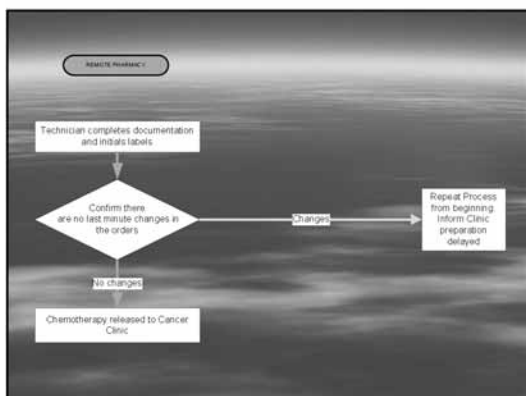 REMOTE PHARMACY
Technician completes documentation
and initials labels
Confirm there
are no last minute changes in
the orders
Changes
Repeat Process
from beginning.
Inform Clinic
preparation
delayed
No changes
Chemotherapy released to Cancer
Clinic